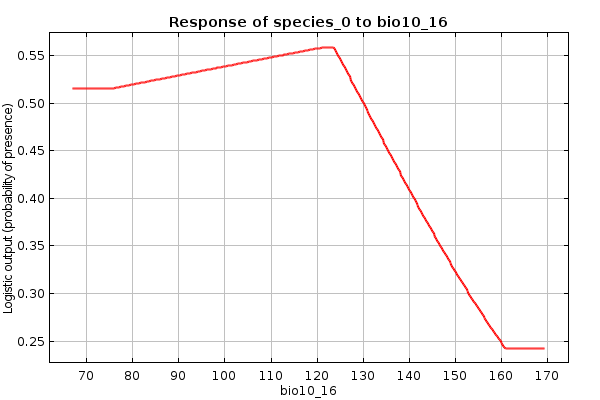 Response of species_0 to bio10_16
Logistic output (probability of presence)
0.55
0.50
0.45
0.40
0.35
0.30
0.25
70 80 90 100 110 120 130 140 150 160 170
bio10_16